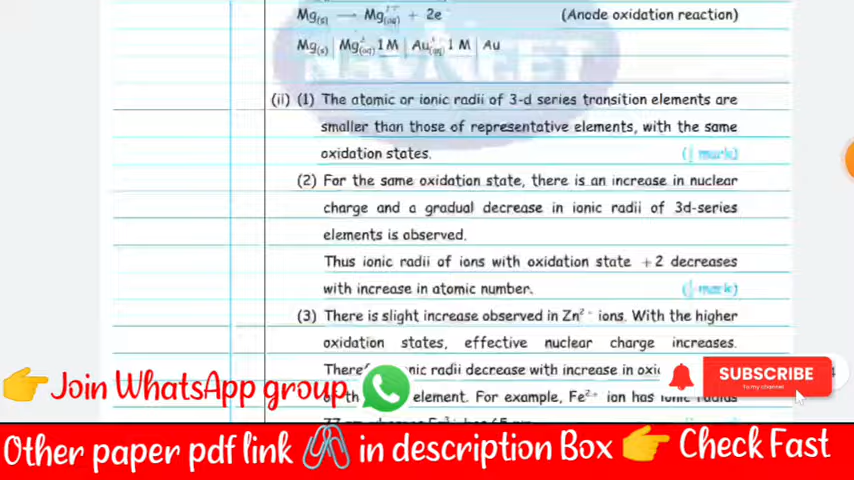 Mg(s) ⟶ Mg²⁺(aq) + 2e⁻ (Anode oxidation reaction)
Mg(s) | Mg²⁺(aq) 1 M | Au³⁺(aq) 1 M | Au
(ii) (1) The atomic or ionic radii of 3-d series transition elements are
smaller than those of representative elements, with the same
oxidation states. (½ mark)
(2) For the same oxidation state, there is an increase in nuclear
charge and a gradual decrease in ionic radii of 3d-series
elements is observed.
Thus ionic radii of ions with oxidation state +2 decreases
with increase in atomic number. (½ mark)
(3) There is slight increase observed in Zn²⁺ ions. With the higher
oxidation states, effective nuclear charge increases.
radii decrease with increase in
element. For example, Fe²⁺ ion has ionic radius
👉 Join WhatsApp group
SUBSCRIBE
To my channel
Other paper pdf link 🖇️ in description Box 👉 Check Fast